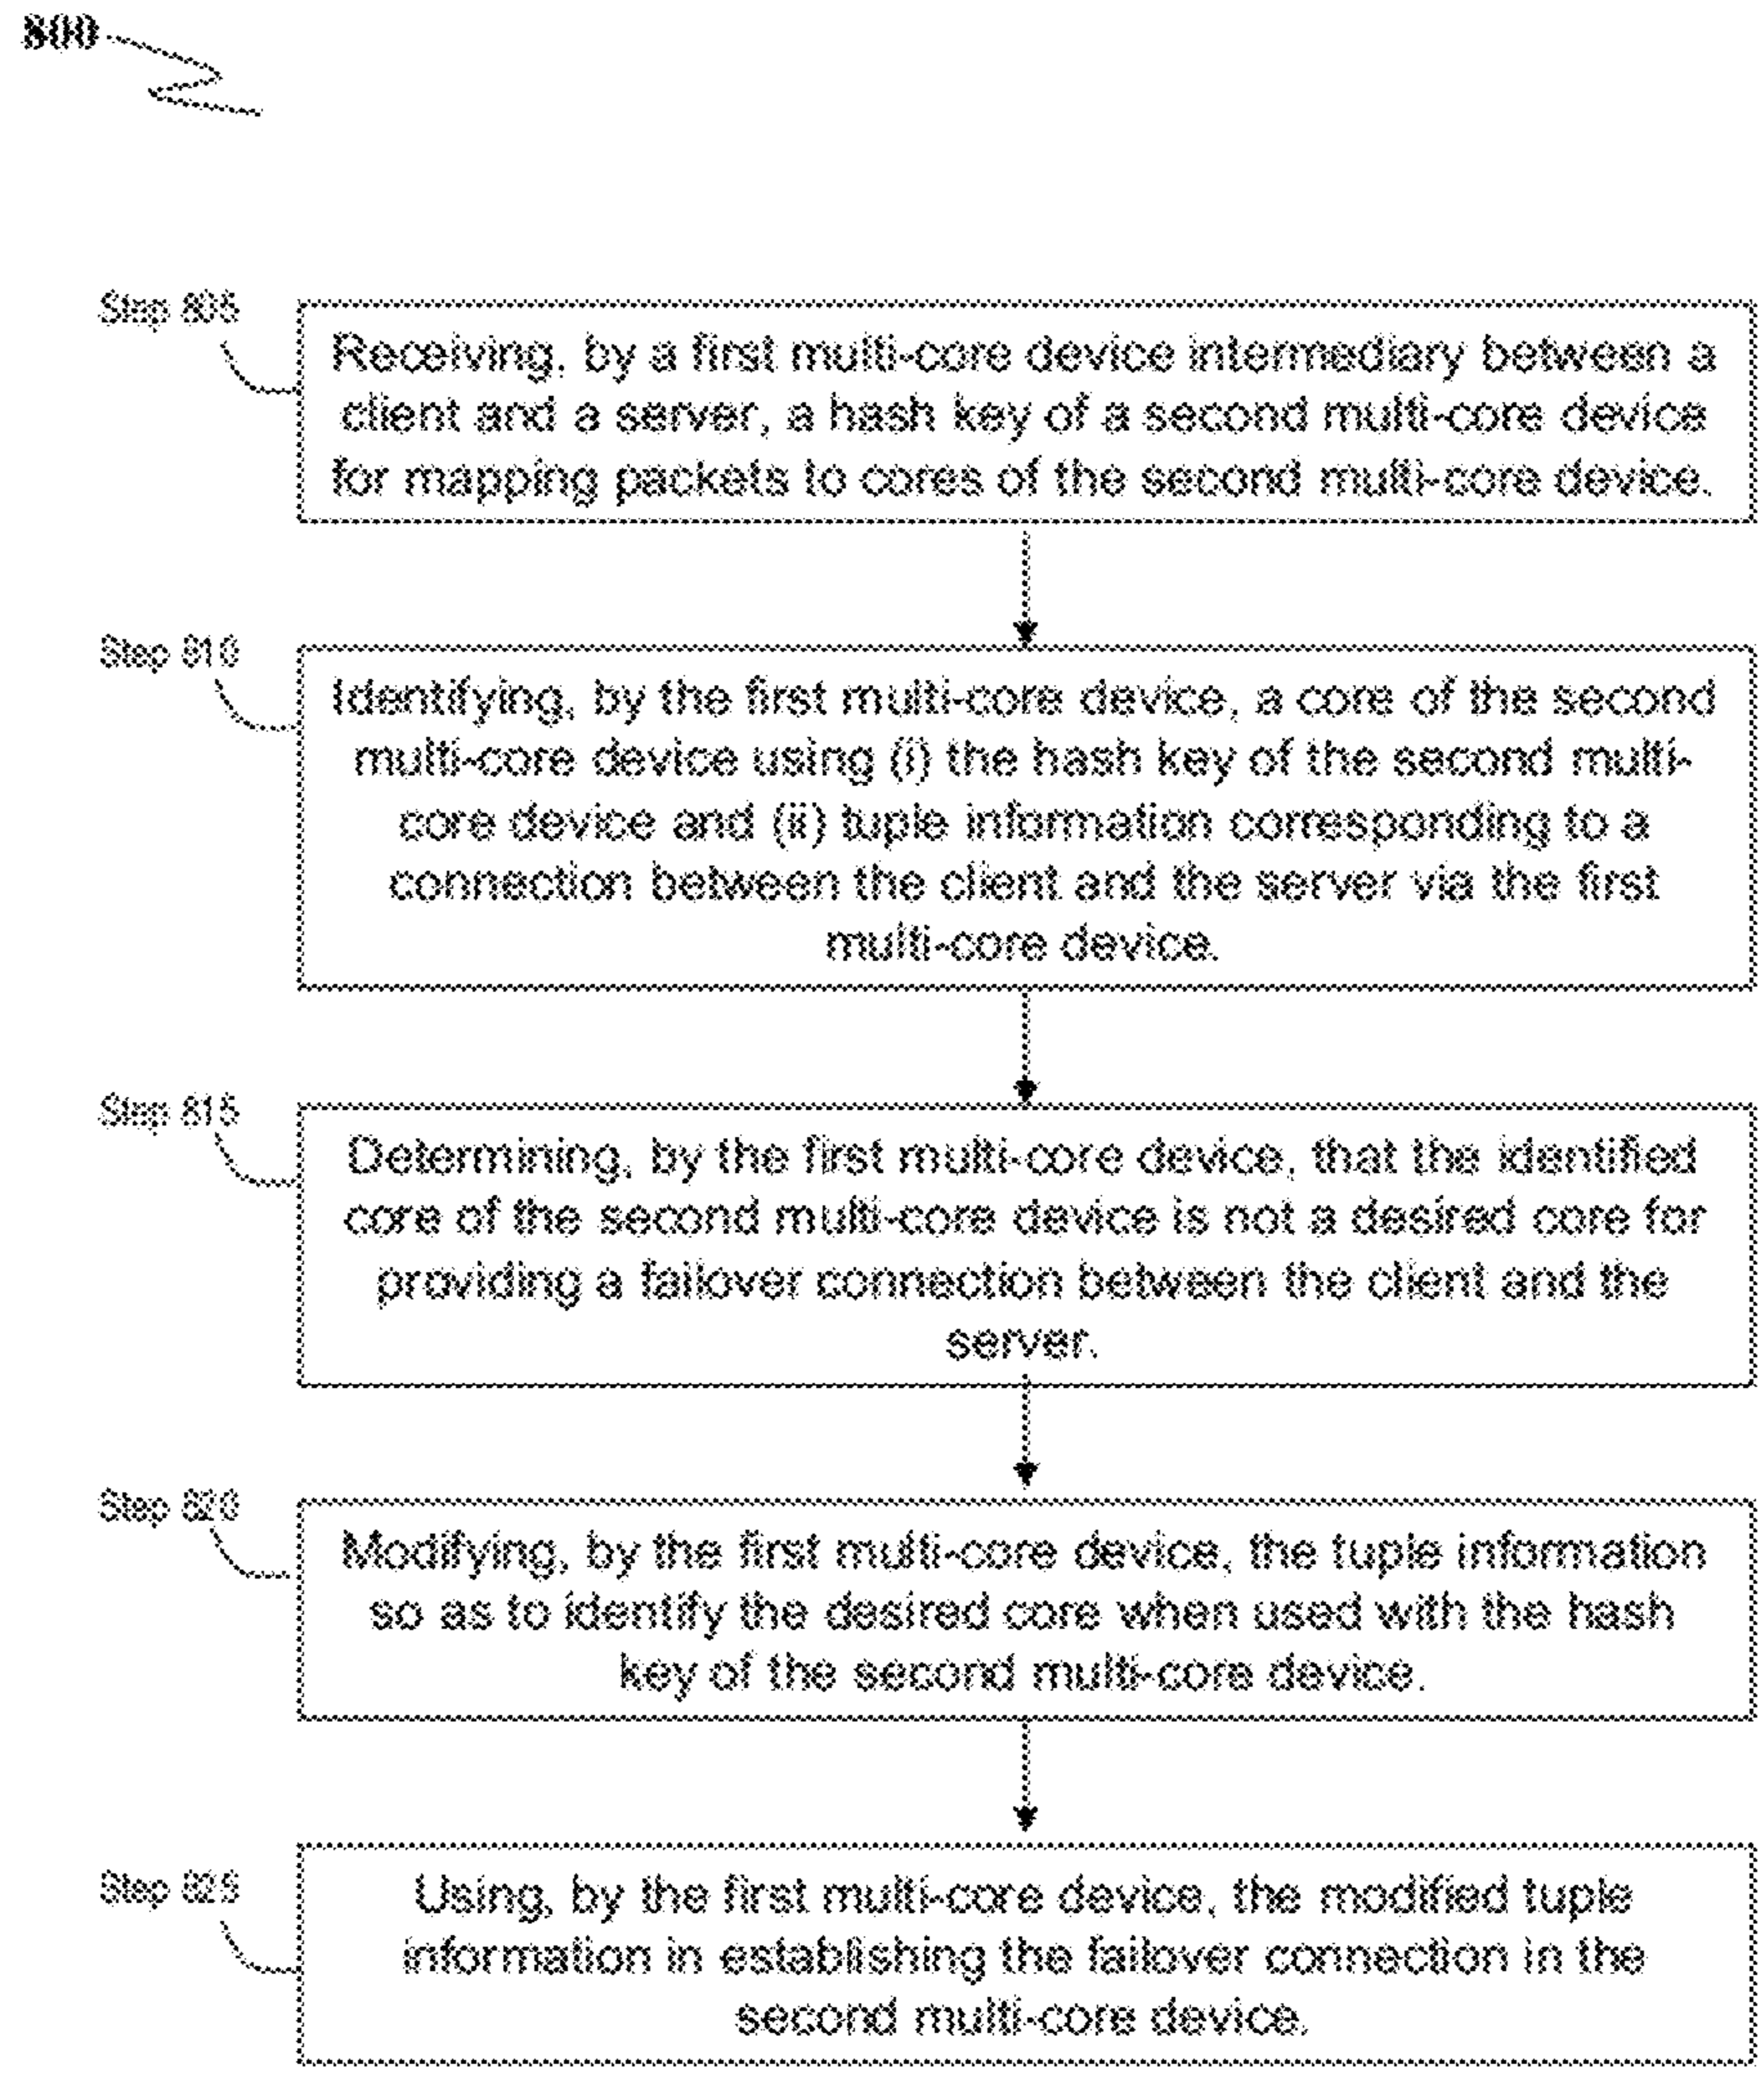 800
Step 805
Receiving, by a first multi-core device intermediary between a
client and a server, a hash key of a second multi-core device
for mapping packets to cores of the second multi-core device.
Step 810
Identifying, by the first multi-core device, a core of the second
multi-core device using (i) the hash key of the second multi-
core device and (ii) tuple information corresponding to a
connection between the client and the server via the first
multi-core device.
Step 815
Determining, by the first multi-core device, that the identified
core of the second multi-core device is not a desired core for
providing a failover connection between the client and the
server.
Step 820
Modifying, by the first multi-core device, the tuple information
so as to identify the desired core when used with the hash
key of the second multi-core device.
Step 825
Using, by the first multi-core device, the modified tuple
information in establishing the failover connection in the
second multi-core device.